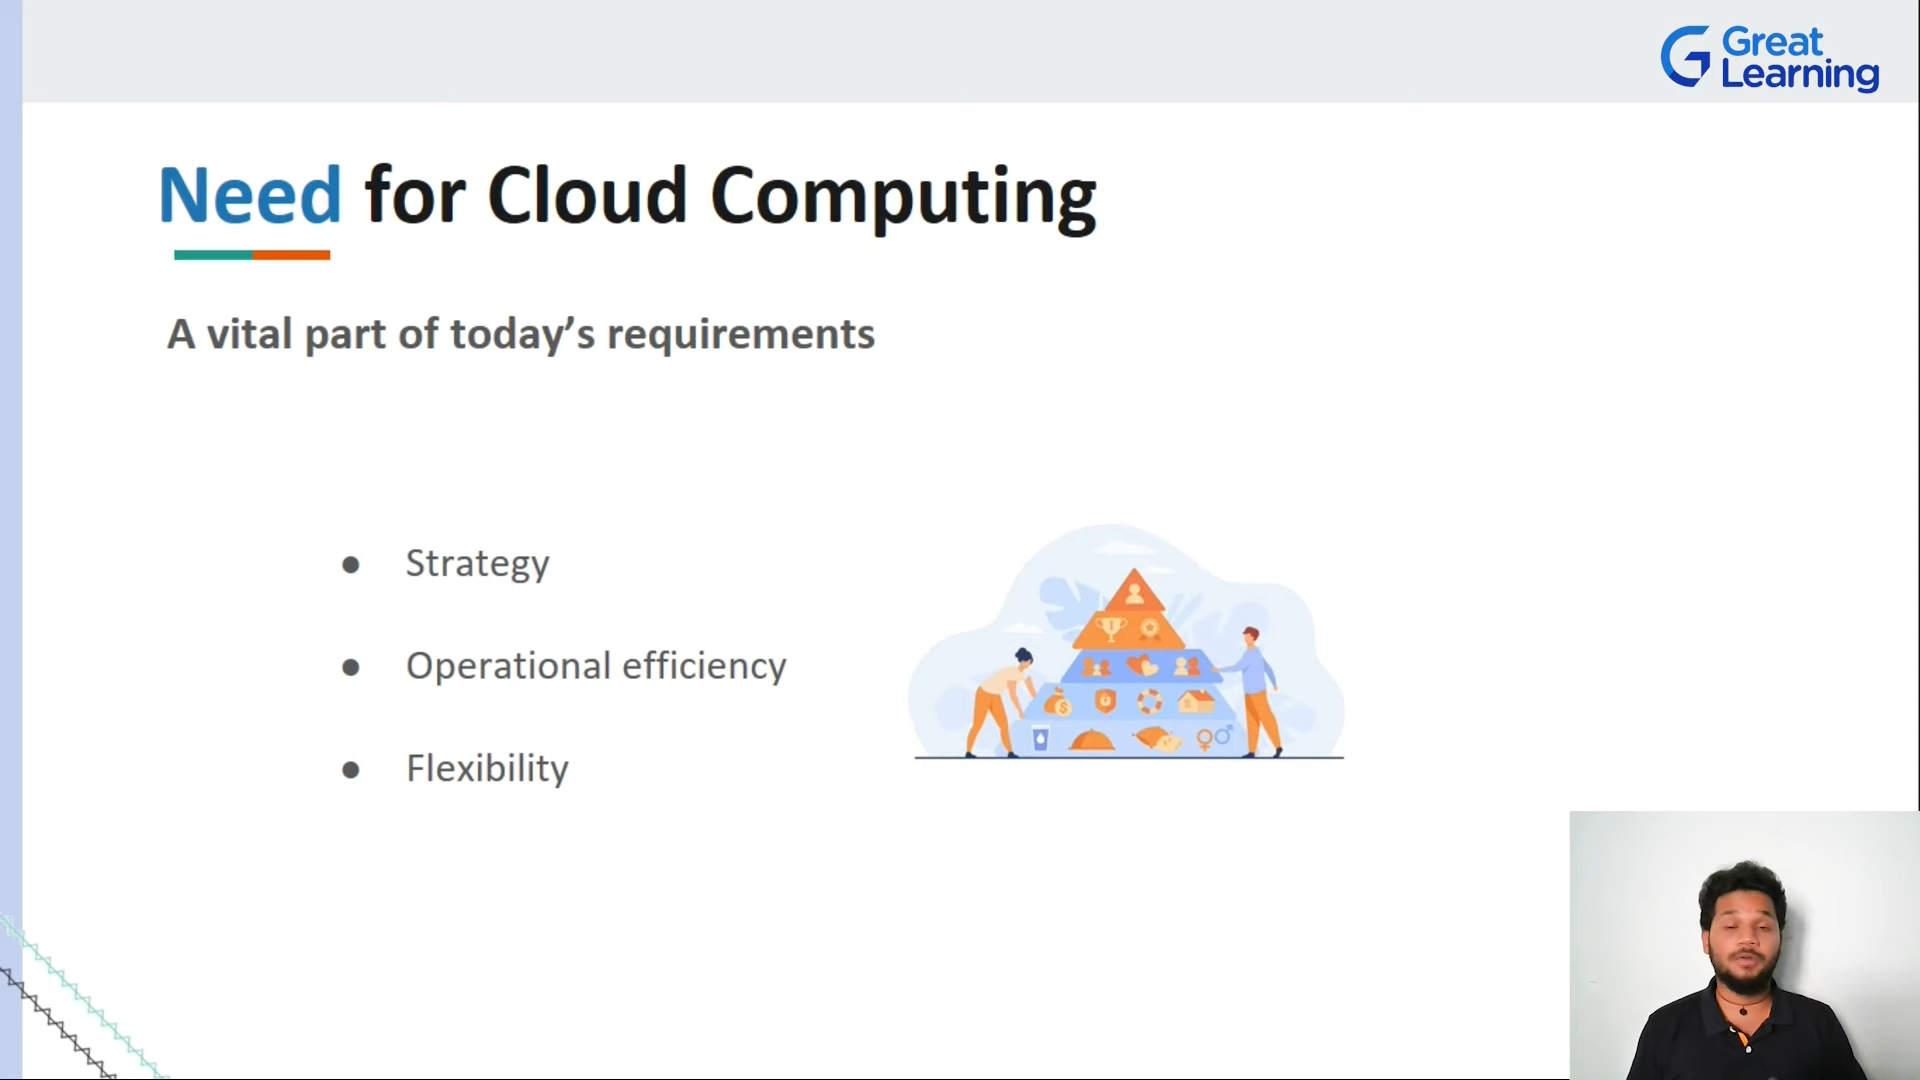 Great
Learning
Need for Cloud Computing
A vital part of today’s requirements
● Strategy
● Operational efficiency
● Flexibility